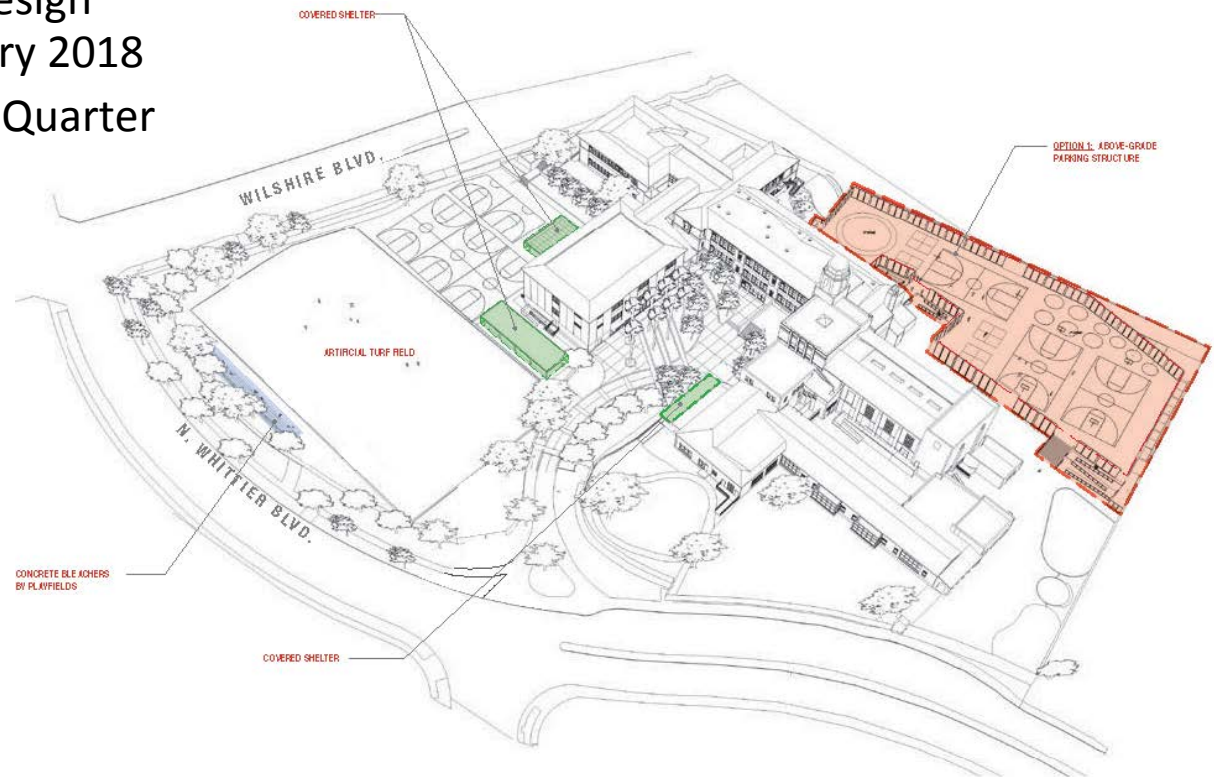 esign
ry 2018
Quarter
COVERED SHELTER
OPTION 1: ABOVE-GRADE
PARKING STRUCTURE
WILSHIRE BLVD.
ARTIFICIAL TURF FIELD
N. WHITTIER BLVD.
CONCRETE BLEACHERS
BY PLAYFIELDS
COVERED SHELTER